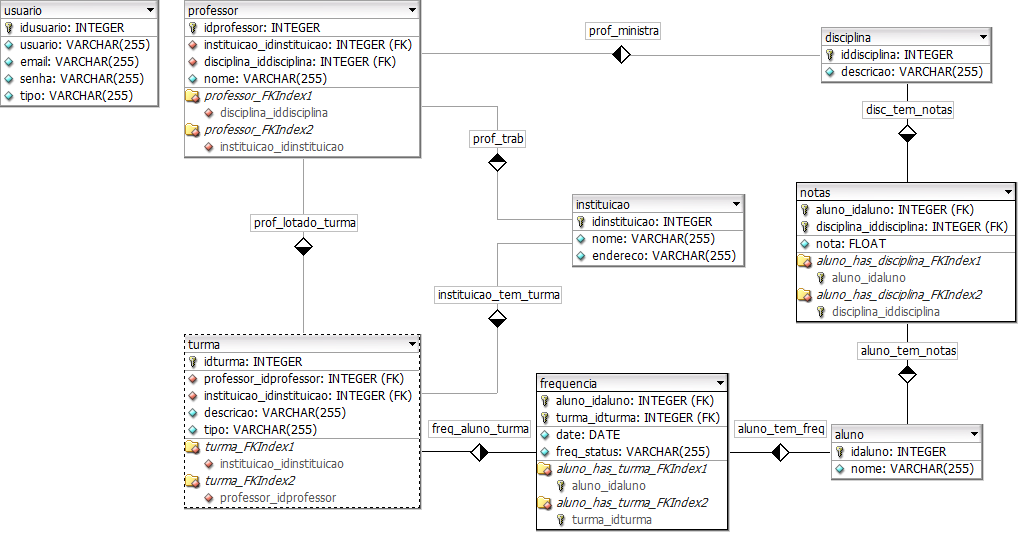 usuario
idusuario: INTEGER
usuario: VARCHAR(255)
email: VARCHAR(255)
senha: VARCHAR(255)
tipo: VARCHAR(255)
professor
idprofessor: INTEGER
instituicao_idinstituicao: INTEGER (FK)
disciplina_iddisciplina: INTEGER (FK)
nome: VARCHAR(255)
professor_FKIndex1
disciplina_iddisciplina
professor_FKIndex2
instituicao_idinstituicao
prof_ministra
disciplina
iddisciplina: INTEGER
descricao: VARCHAR(255)
disc_tem_notas
prof_trab
notas
aluno_idaluno: INTEGER (FK)
disciplina_iddisciplina: INTEGER (FK)
nota: FLOAT
aluno_has_disciplina_FKIndex1
aluno_idaluno
aluno_has_disciplina_FKIndex2
disciplina_iddisciplina
instituicao
idinstituicao: INTEGER
nome: VARCHAR(255)
endereco: VARCHAR(255)
prof_lotado_turma
instituicao_tem_turma
turma
idturma: INTEGER
professor_idprofessor: INTEGER (FK)
instituicao_idinstituicao: INTEGER (FK)
descricao: VARCHAR(255)
tipo: VARCHAR(255)
turma_FKIndex1
instituicao_idinstituicao
turma_FKIndex2
professor_idprofessor
freq_aluno_turma
frequencia
aluno_idaluno: INTEGER (FK)
turma_idturma: INTEGER (FK)
date: DATE
freq_status: VARCHAR(255)
aluno_has_turma_FKIndex1
aluno_idaluno
aluno_has_turma_FKIndex2
turma_idturma
aluno_tem_freq
aluno_tem_notas
aluno
idaluno: INTEGER
nome: VARCHAR(255)